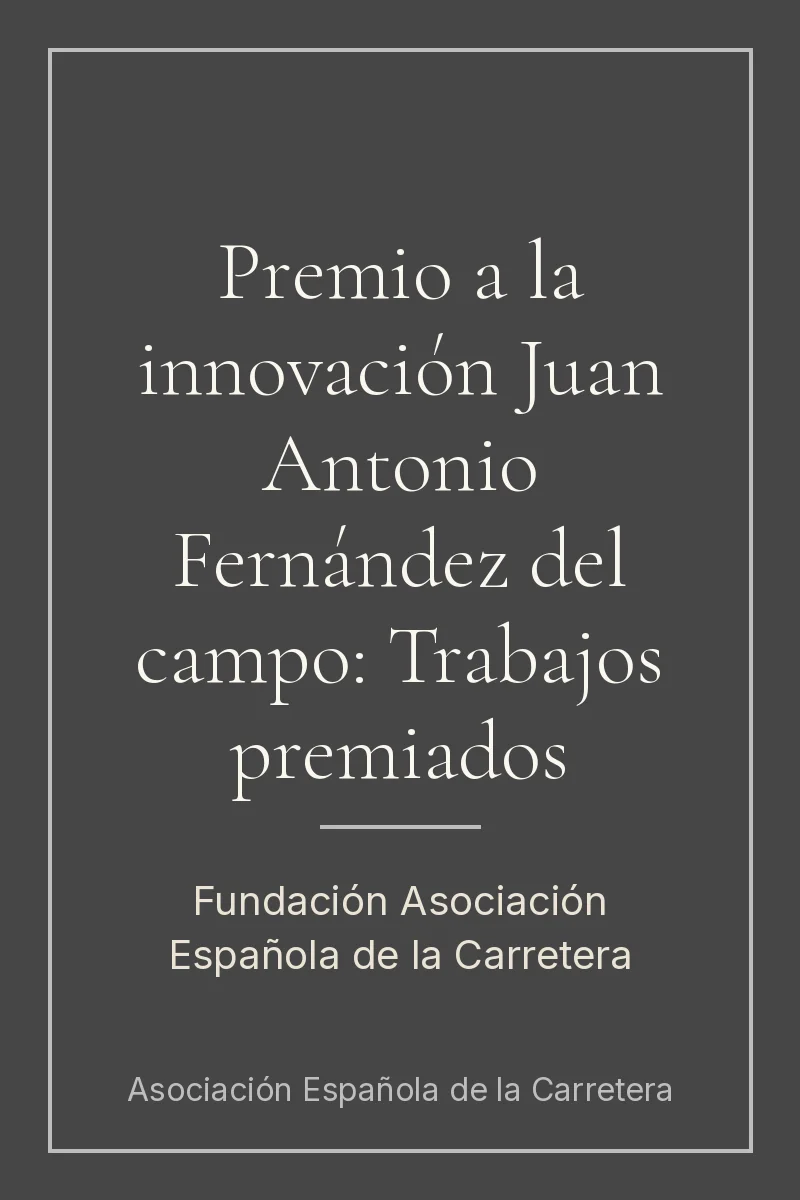 Premio a la
innovación Juan
Antonio
Fernández del
campo: Trabajos
premiados
Fundación Asociación
Española de la Carretera
Asociación Española de la Carretera